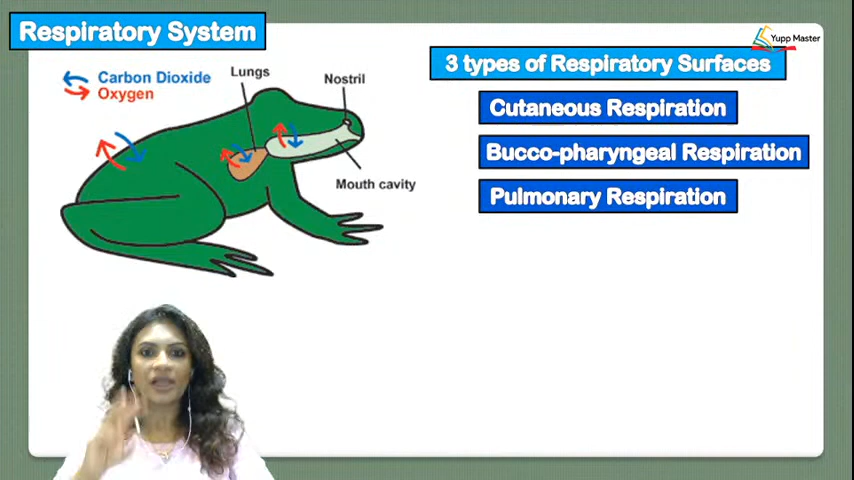 Respiratory System
Yupp Master
3 types of Respiratory Surfaces
Carbon Dioxide
Oxygen
Lungs
Nostril
Mouth cavity
Cutaneous Respiration
Bucco-pharyngeal Respiration
Pulmonary Respiration